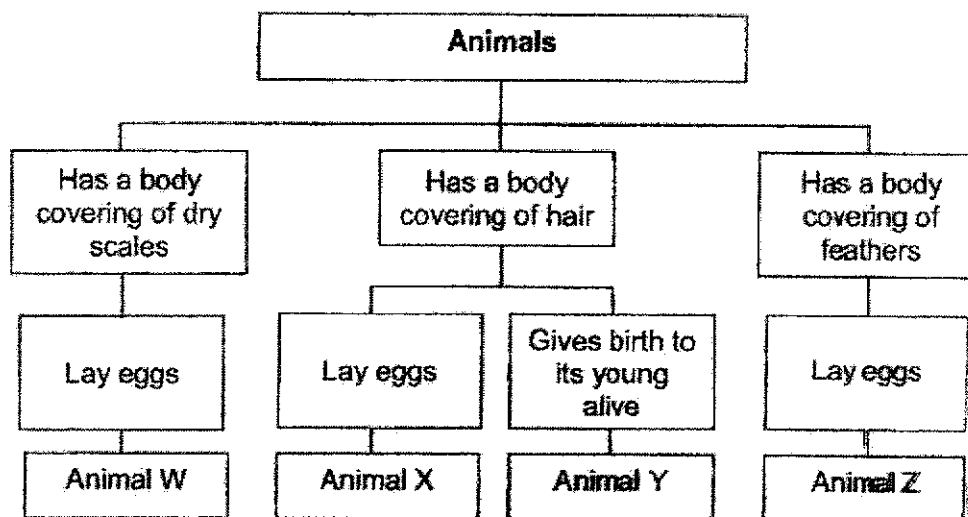 Animals
Has a body
covering of dry
scales
Has a body
covering of hair
Has a body
covering of
feathers
Lay eggs
Lay eggs
Gives birth to
its young
alive
Lay eggs
Animal W
Animal X
Animal Y
Animal Z